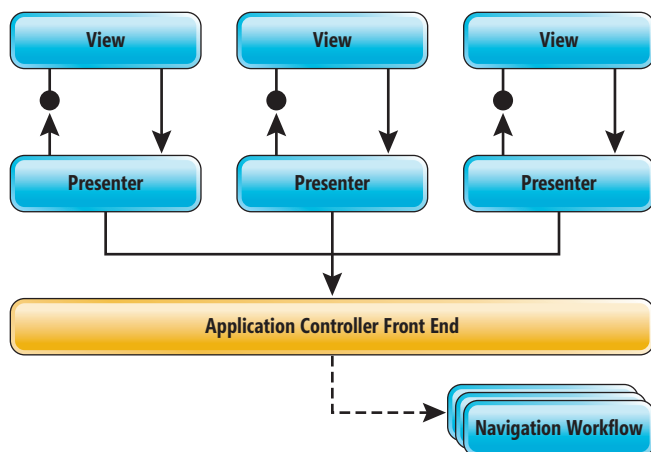 View
View
View
Presenter
Presenter
Presenter
Application Controller Front End
Navigation Workflow